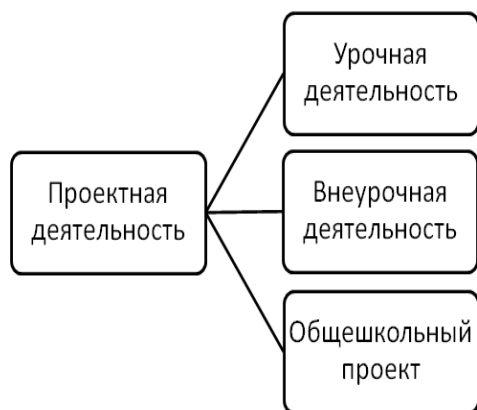 Урочная
деятельность
Проектная
деятельность
Внеурочная
деятельность
Общешкольный
проект